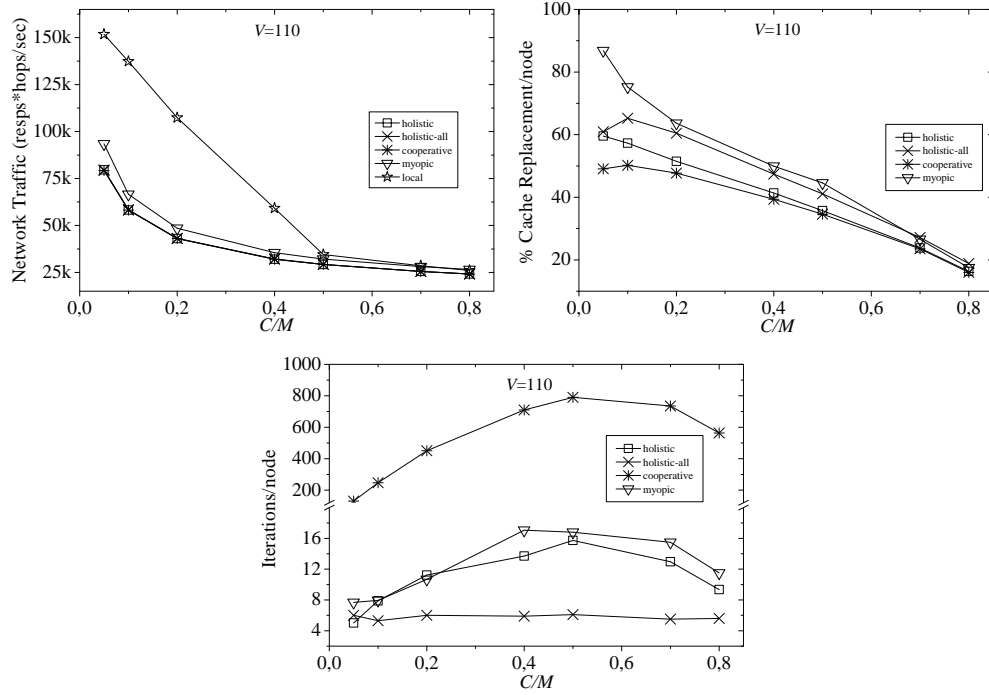 V=110
Network Traffic (resps*hops/sec)
150k
125k
100k
75k
50k
25k
holistic
holistic-all
cooperative
myopic
local
0,0 0,2 0,4 0,6 0,8
C/M
V=110
% Cache Replacement/node
100
80
60
40
20
holistic
holistic-all
cooperative
myopic
0,0 0,2 0,4 0,6 0,8
C/M
V=110
Iterations/node
1000
800
600
400
200
16
12
8
4
holistic
holistic-all
cooperative
myopic
0,0 0,2 0,4 0,6 0,8
C/M